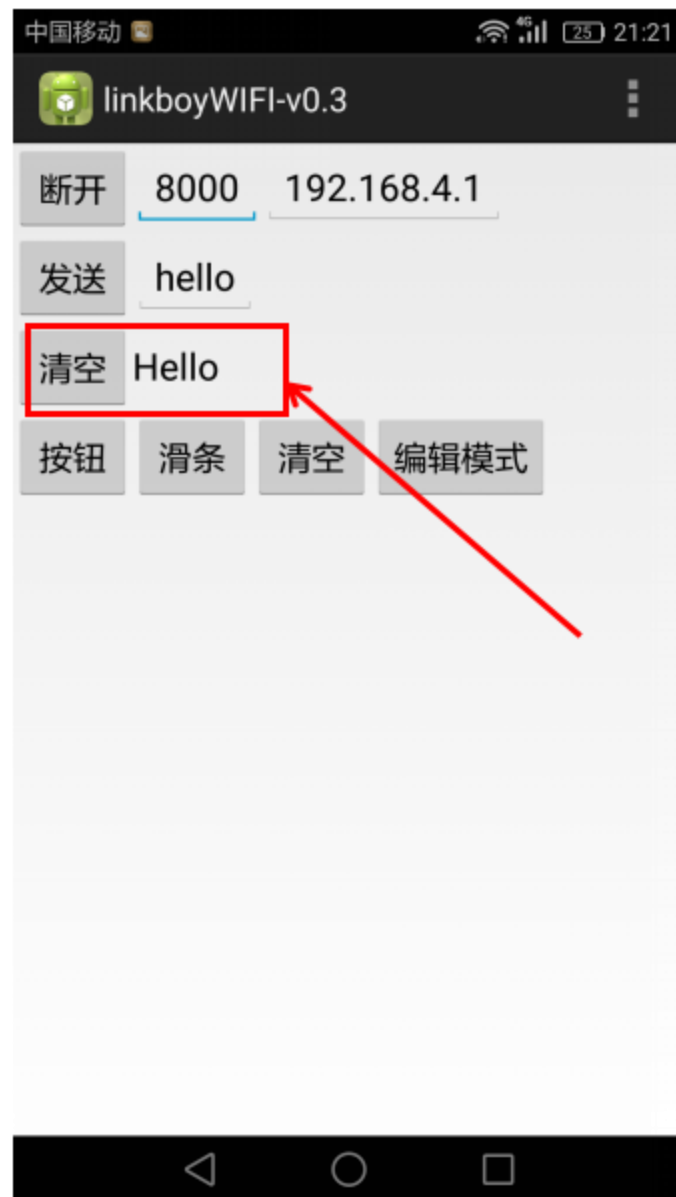 中国移动 4G 25 21:21
linkboyWIFI-v0.3
断开 8000 192.168.4.1
发送 hello
清空 Hello
按钮 滑条 清空 编辑模式